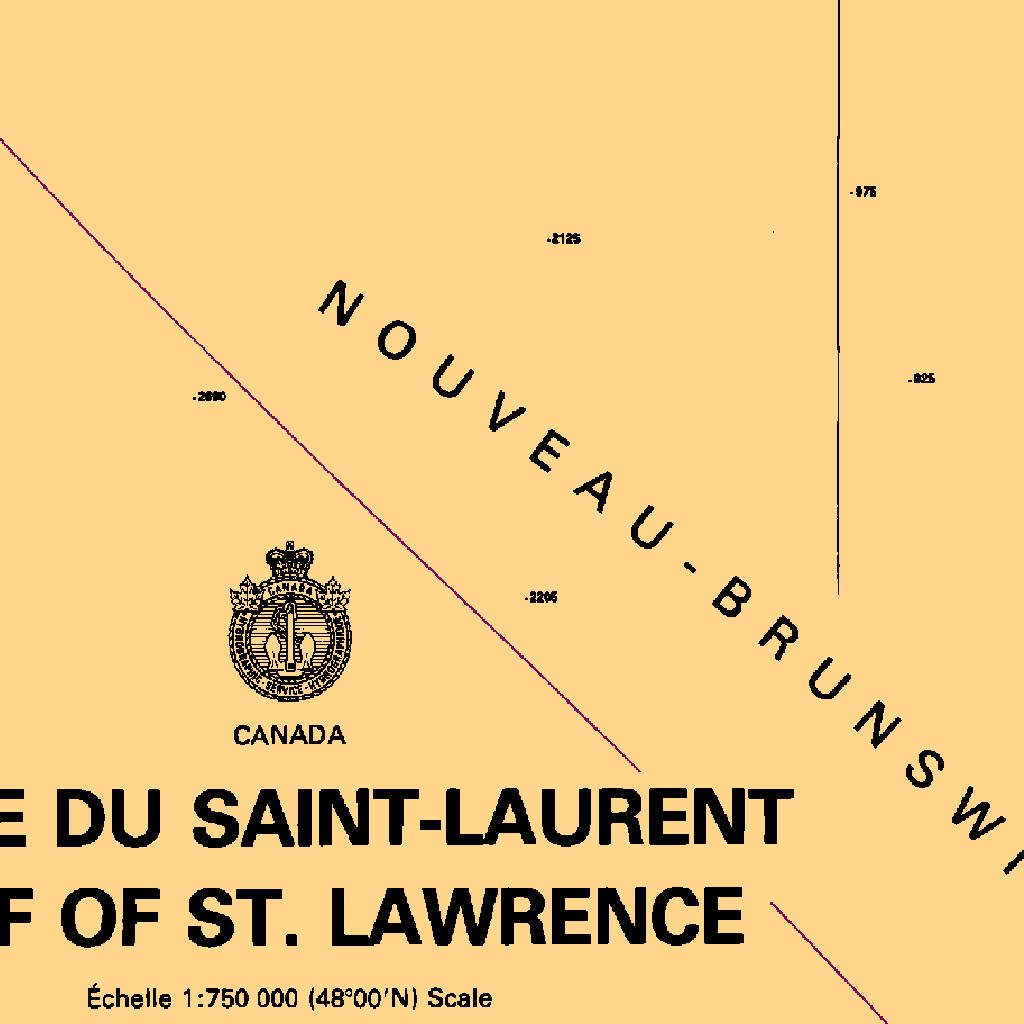 ·975
·2125
NOUVEAU-BRUNSWI
·825
·2205
CANADA
CANADA
E DU SAINT-LAURENT
F OF ST. LAWRENCE
Échelle 1:750 000 (48°00'N) Scale